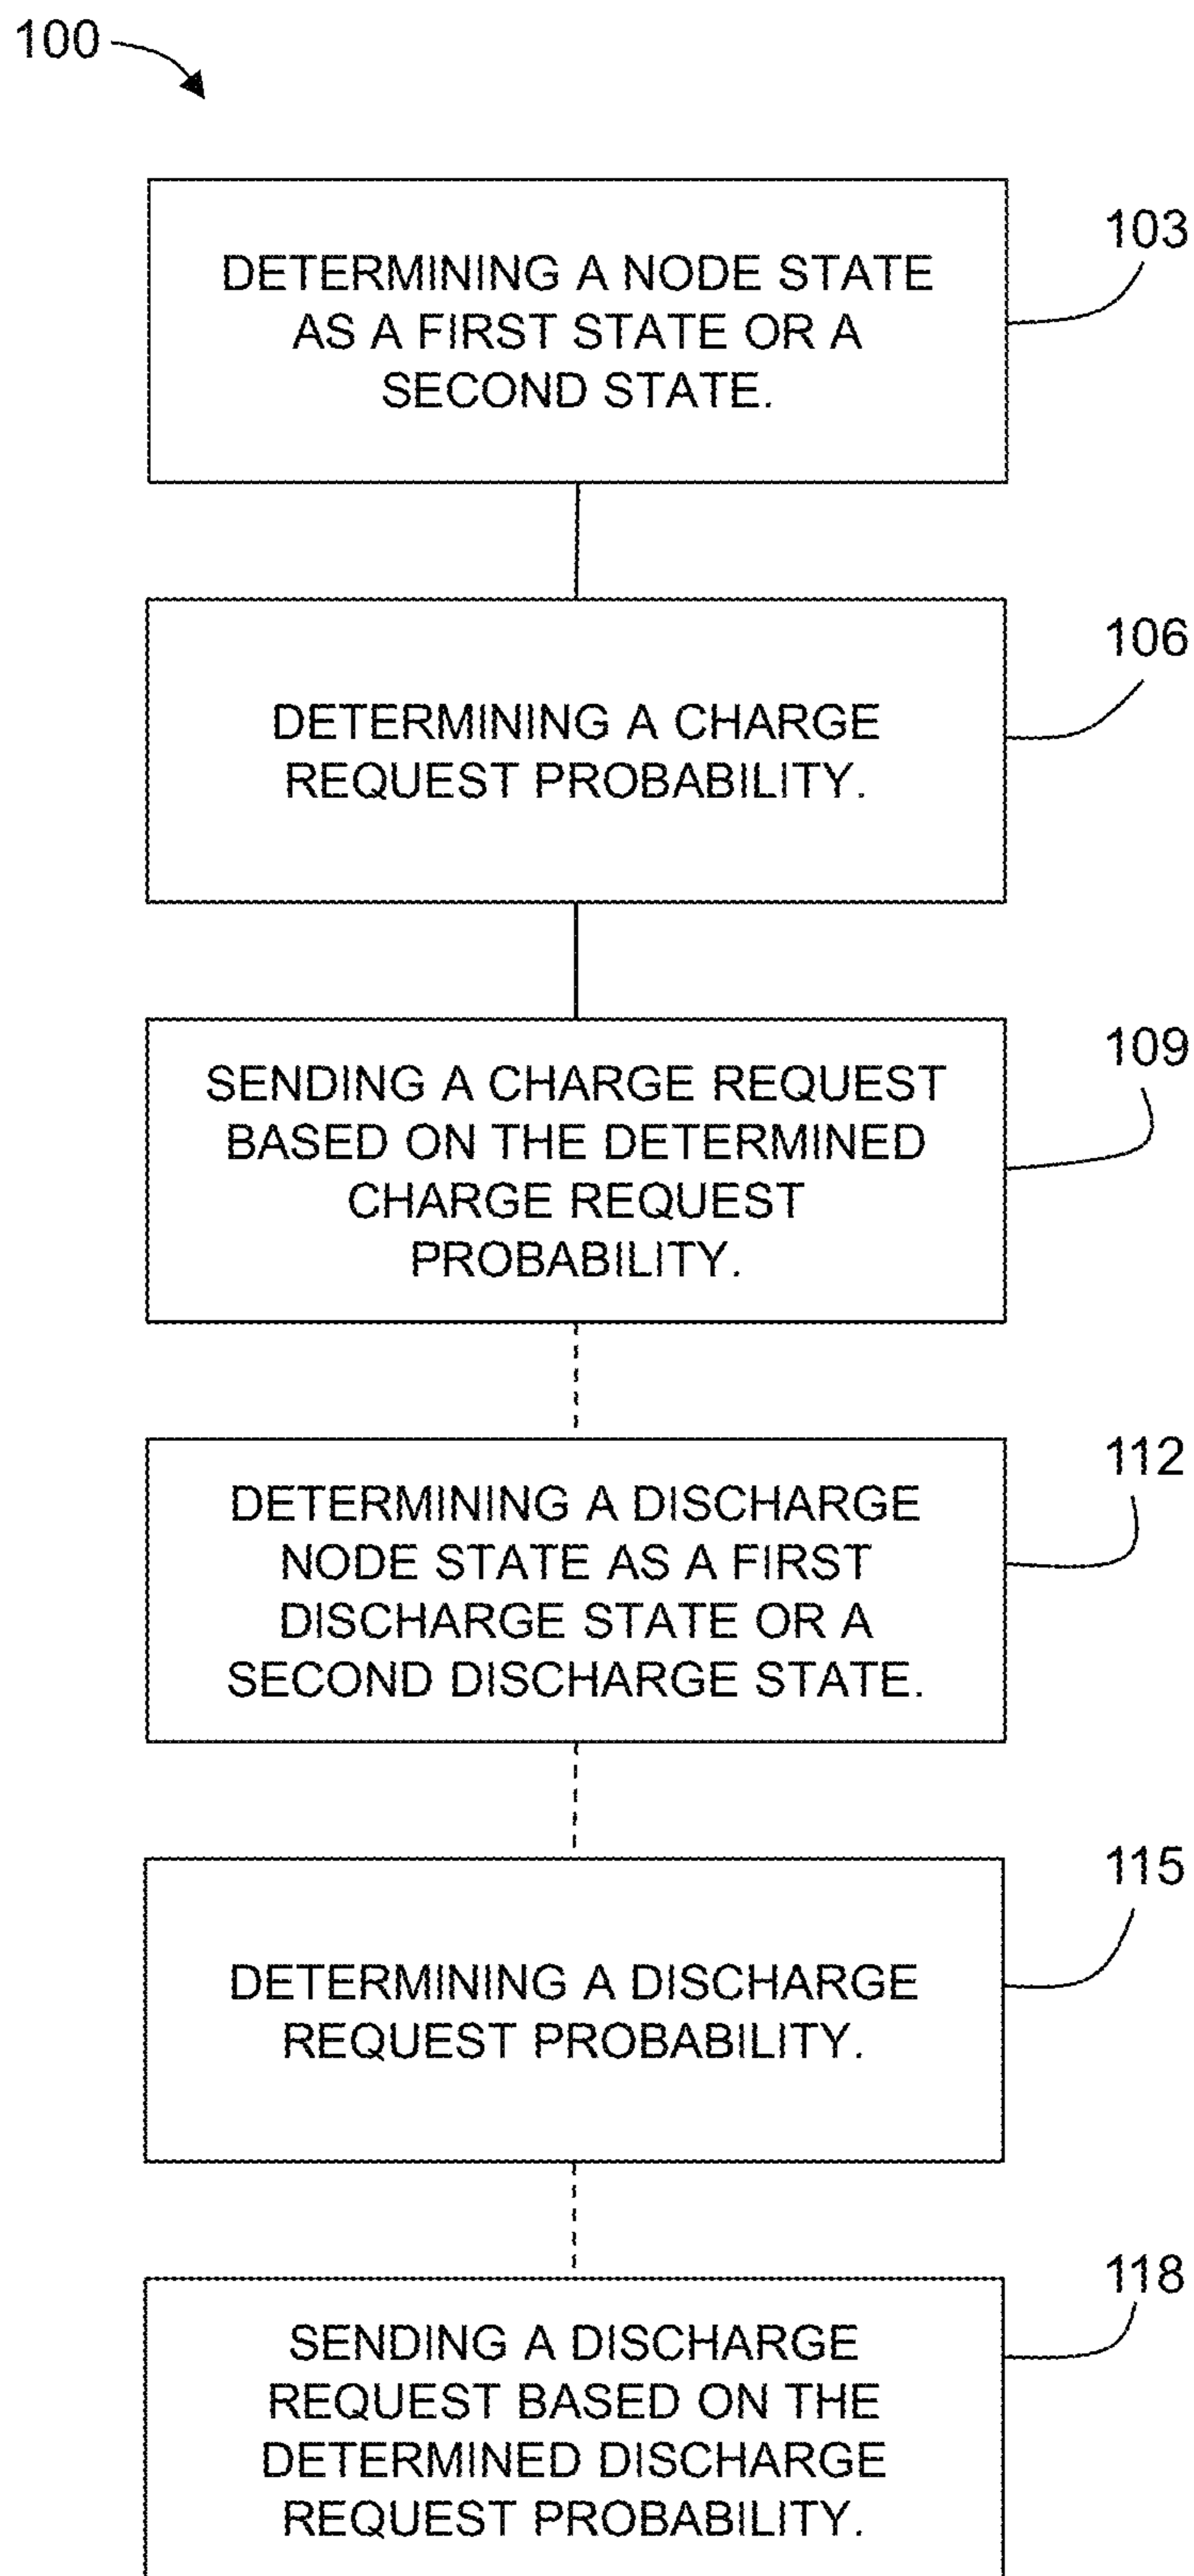 100
103
DETERMINING A NODE STATE
AS A FIRST STATE OR A
SECOND STATE.
106
DETERMINING A CHARGE
REQUEST PROBABILITY.
109
SENDING A CHARGE REQUEST
BASED ON THE DETERMINED
CHARGE REQUEST
PROBABILITY.
112
DETERMINING A DISCHARGE
NODE STATE AS A FIRST
DISCHARGE STATE OR A
SECOND DISCHARGE STATE.
115
DETERMINING A DISCHARGE
REQUEST PROBABILITY.
118
SENDING A DISCHARGE
REQUEST BASED ON THE
DETERMINED DISCHARGE
REQUEST PROBABILITY.